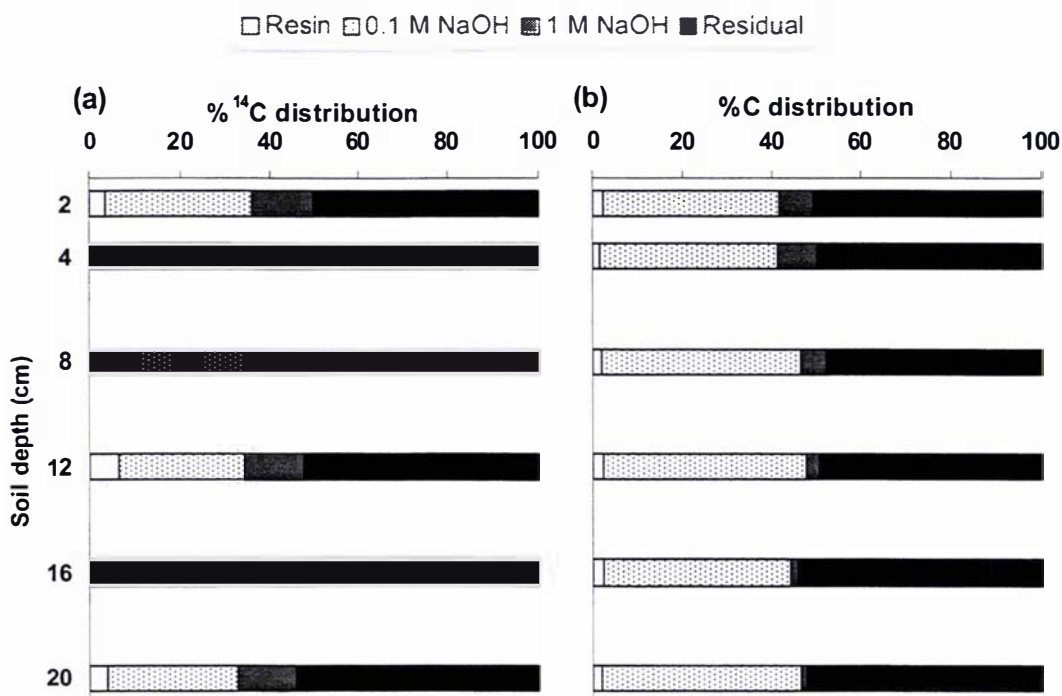 Resin 0.1 M NaOH 1 M NaOH Residual
(a) % ¹⁴C distribution
0 20 40 60 80 100
(b) %C distribution
0 20 40 60 80 100
Soil depth (cm)
2
4
8
12
16
20